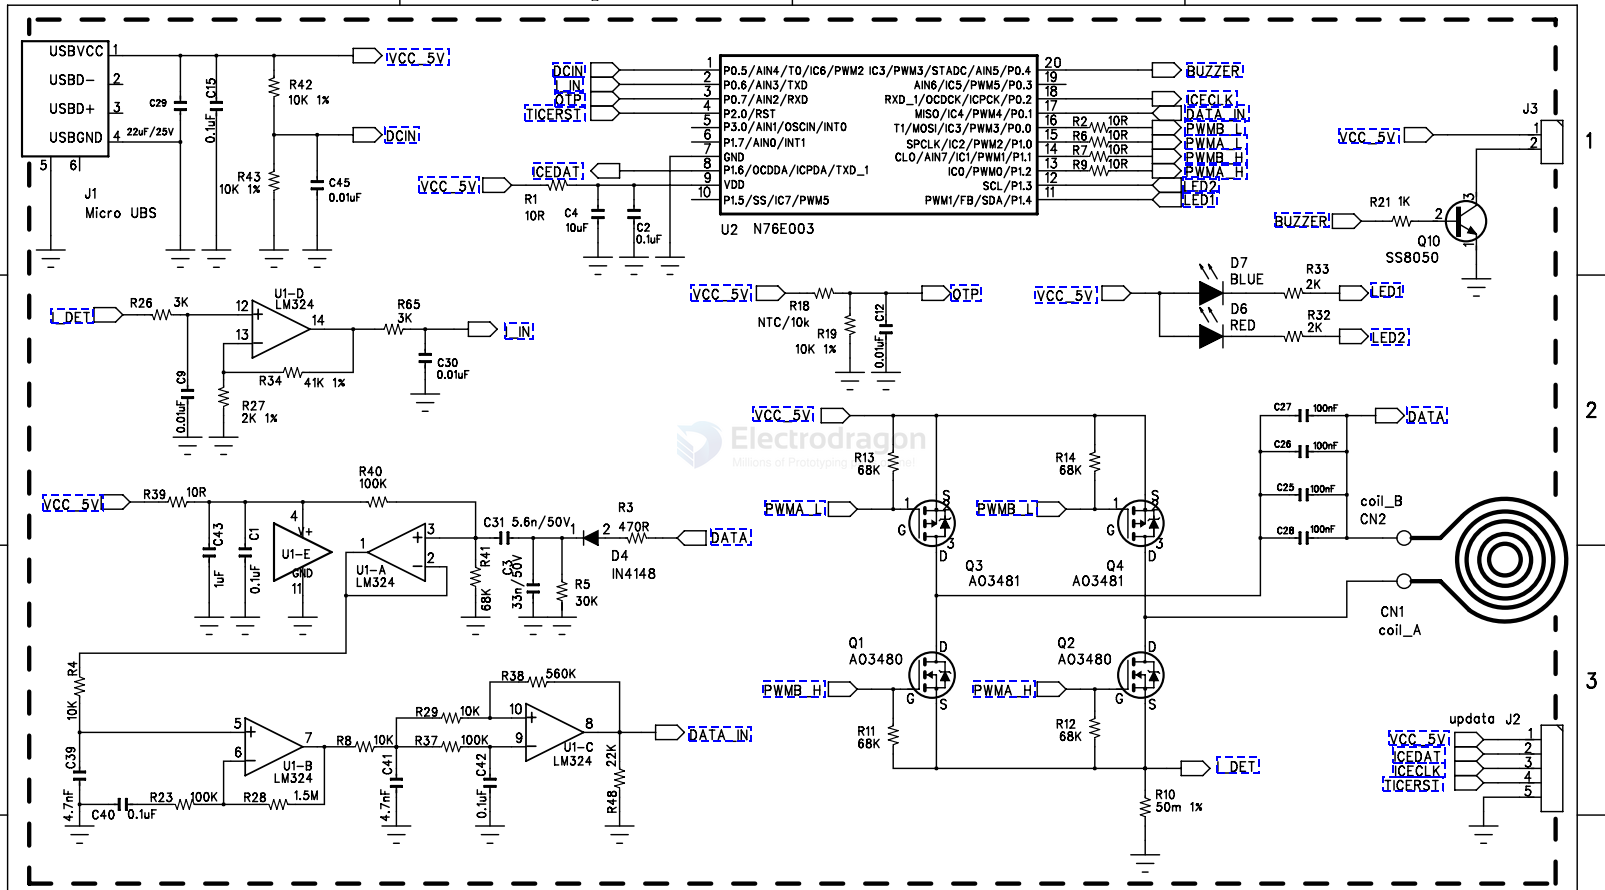 USBVCC 1
USBD- 2
USBD+ 3
USBGND 4
5 6
J1
Micro UBS
VCC_5V
C29
22uF/25V
C15
0.1uF
R42
10K 1%
DCIN
R43
10K 1%
C45
0.01uF
DCIN
I_IN
OTP
TICERST
ICEDAT
VCC_5V
R1
10R
C4
10uF
C2
0.1uF
1 P0.5/AIN4/T0/IC6/PWM2 IC3/PWM3/STADC/AIN5/P0.4 20
2 P0.6/AIN3/TXD AIN6/IC5/PWM5/P0.3 19
3 P0.7/AIN2/RXD RXD_1/OCDCK/ICPCK/P0.2 18
4 P2.0/RST MISO/IC4/PWM4/P0.1 17
5 P3.0/AIN1/OSCIN/INT0 T1/MOSI/IC3/PWM3/P0.0 16
6 P1.7/AIN0/INT1 SPCLK/IC2/PWM2/P1.0 15
7 GND CLO/AIN7/IC1/PWM1/P1.1 14
8 P1.6/OCDDA/ICPDA/TXD_1 IC0/PWM0/P1.2 13
9 VDD SCL/P1.3 12
10 P1.5/SS/IC7/PWM5 PWM1/FB/SDA/P1.4 11
U2 N76E003
BUZZER
ICECLK
DATA_IN
R2 10R PWMB_L
R6 10R PWMA_L
R7 10R PWMB_H
R9 10R PWMA_H
LED2
LED1
J3
VCC_5V 1
2
BUZZER
R21 1K
2
3
1
Q10
SS8050
1
2
3
I_DET
R26 3K
C9
0.01uF
12
13
14
U1-D
LM324
R34 41K 1%
R27
2K 1%
R65
3K
C30
0.01uF
I_IN
VCC_5V
R18
NTC/10k
OTP
R19
10K 1%
C12
0.01uF
VCC_5V
D7
BLUE
R33
2K
LED1
D6
RED
R32
2K
LED2
Electrodragon
VCC_5V
R13
68K
R14
68K
PWMA_L
1
G
S
2
3
D
Q3
AO3481
PWMB_L
1
G
S
2
3
D
Q4
AO3481
C27 100nF
C26 100nF
C25 100nF
C28 100nF
DATA
coil_B
CN2
CN1
coil_A
VCC_5V
R39 10R
C43
1uF
C1
0.1uF
4
V+
U1-E
GND
11
R40
100K
1
3
2
U1-A
LM324
R41
68K
C31 5.6n/50V
C3
33n/50V
R5
30K
1 2
D4
IN4148
R3
470R
DATA
Q1
AO3480
PWMB_H
G
D
S
Q2
AO3480
PWMA_H
G
D
S
R11
68K
R12
68K
I_DET
R10
50m 1%
R4
10K
C39
4.7nF
C40 0.1uF
R23 100K
R28 1.5M
5
6
7
U1-B
LM324
R8 10K
C41
4.7nF
R29 10K
R37 100K
C42
0.1uF
R38 560K
10
9
8
U1-C
LM324
R48 22K
DATA_IN
updata J2
VCC_5V 1
ICEDAT 2
ICECLK 3
TICERST 4
5